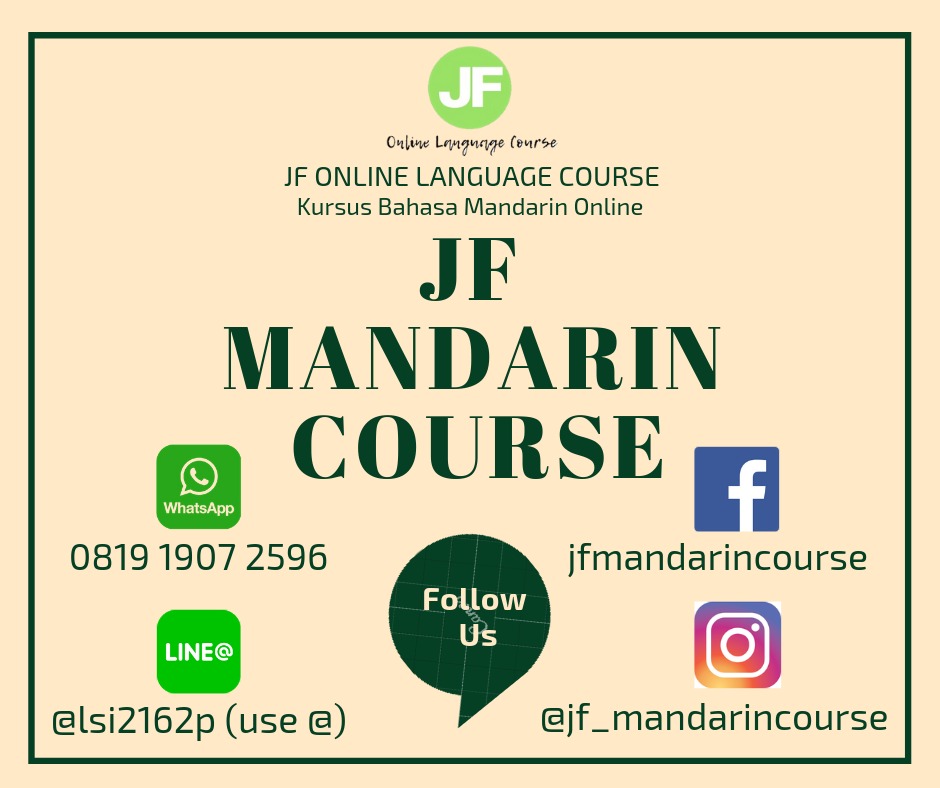 JF
Online Language Course
JF ONLINE LANGUAGE COURSE
Kursus Bahasa Mandarin Online
JF
MANDARIN
COURSE
WhatsApp
0819 1907 2596
f
jfmandarincourse
Follow
Us
LINE@
@lsi2162p (use @)
@jf_mandarincourse